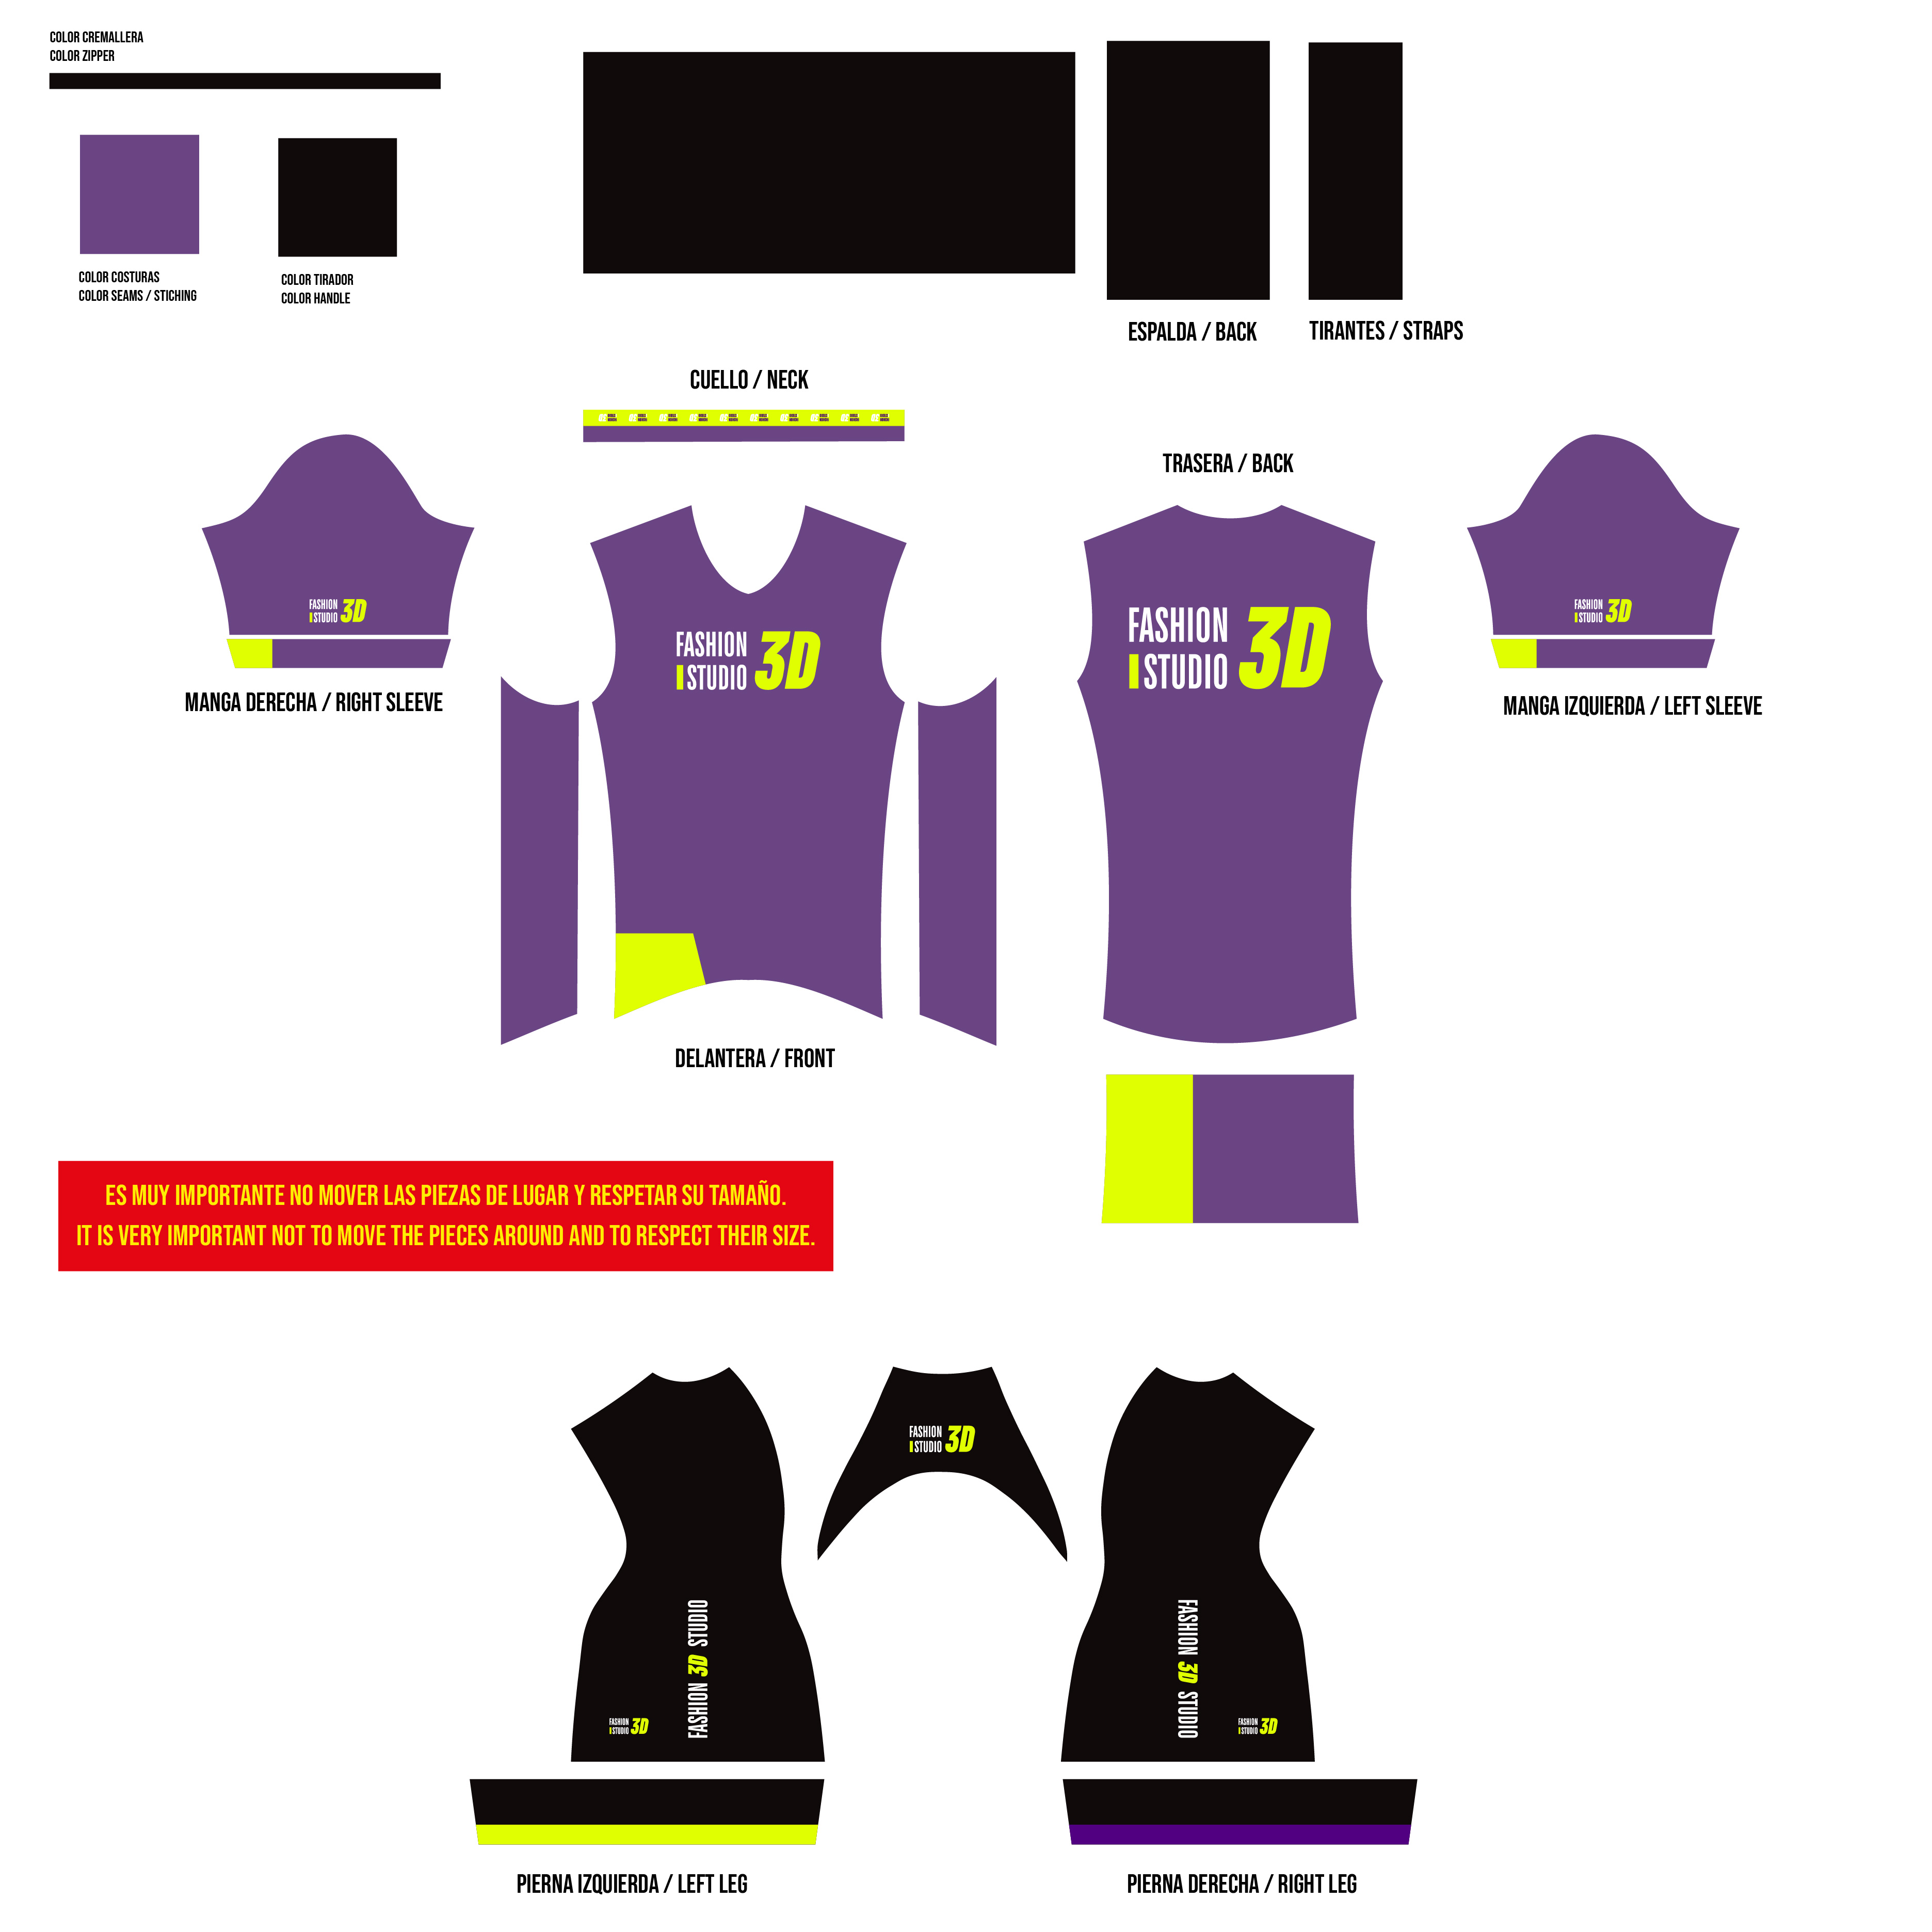 COLOR CREMALLERA
COLOR ZIPPER
COLOR COSTURAS
COLOR SEAMS / STICHING
COLOR TIRADOR
COLOR HANDLE
ESPALDA / BACK
TIRANTES / STRAPS
CUELLO / NECK
TRASERA / BACK
FASHION
STUDIO 3D
MANGA DERECHA / RIGHT SLEEVE
FASHION
STUDIO 3D
DELANTERA / FRONT
FASHION
STUDIO 3D
FASHION
STUDIO 3D
MANGA IZQUIERDA / LEFT SLEEVE
ES MUY IMPORTANTE NO MOVER LAS PIEZAS DE LUGAR Y RESPETAR SU TAMAÑO.
IT IS VERY IMPORTANT NOT TO MOVE THE PIECES AROUND AND TO RESPECT THEIR SIZE.
FASHION
STUDIO 3D
FASHION 3D STUDIO
FASHION
STUDIO 3D
FASHION 3D STUDIO
FASHION
STUDIO 3D
PIERNA IZQUIERDA / LEFT LEG
PIERNA DERECHA / RIGHT LEG